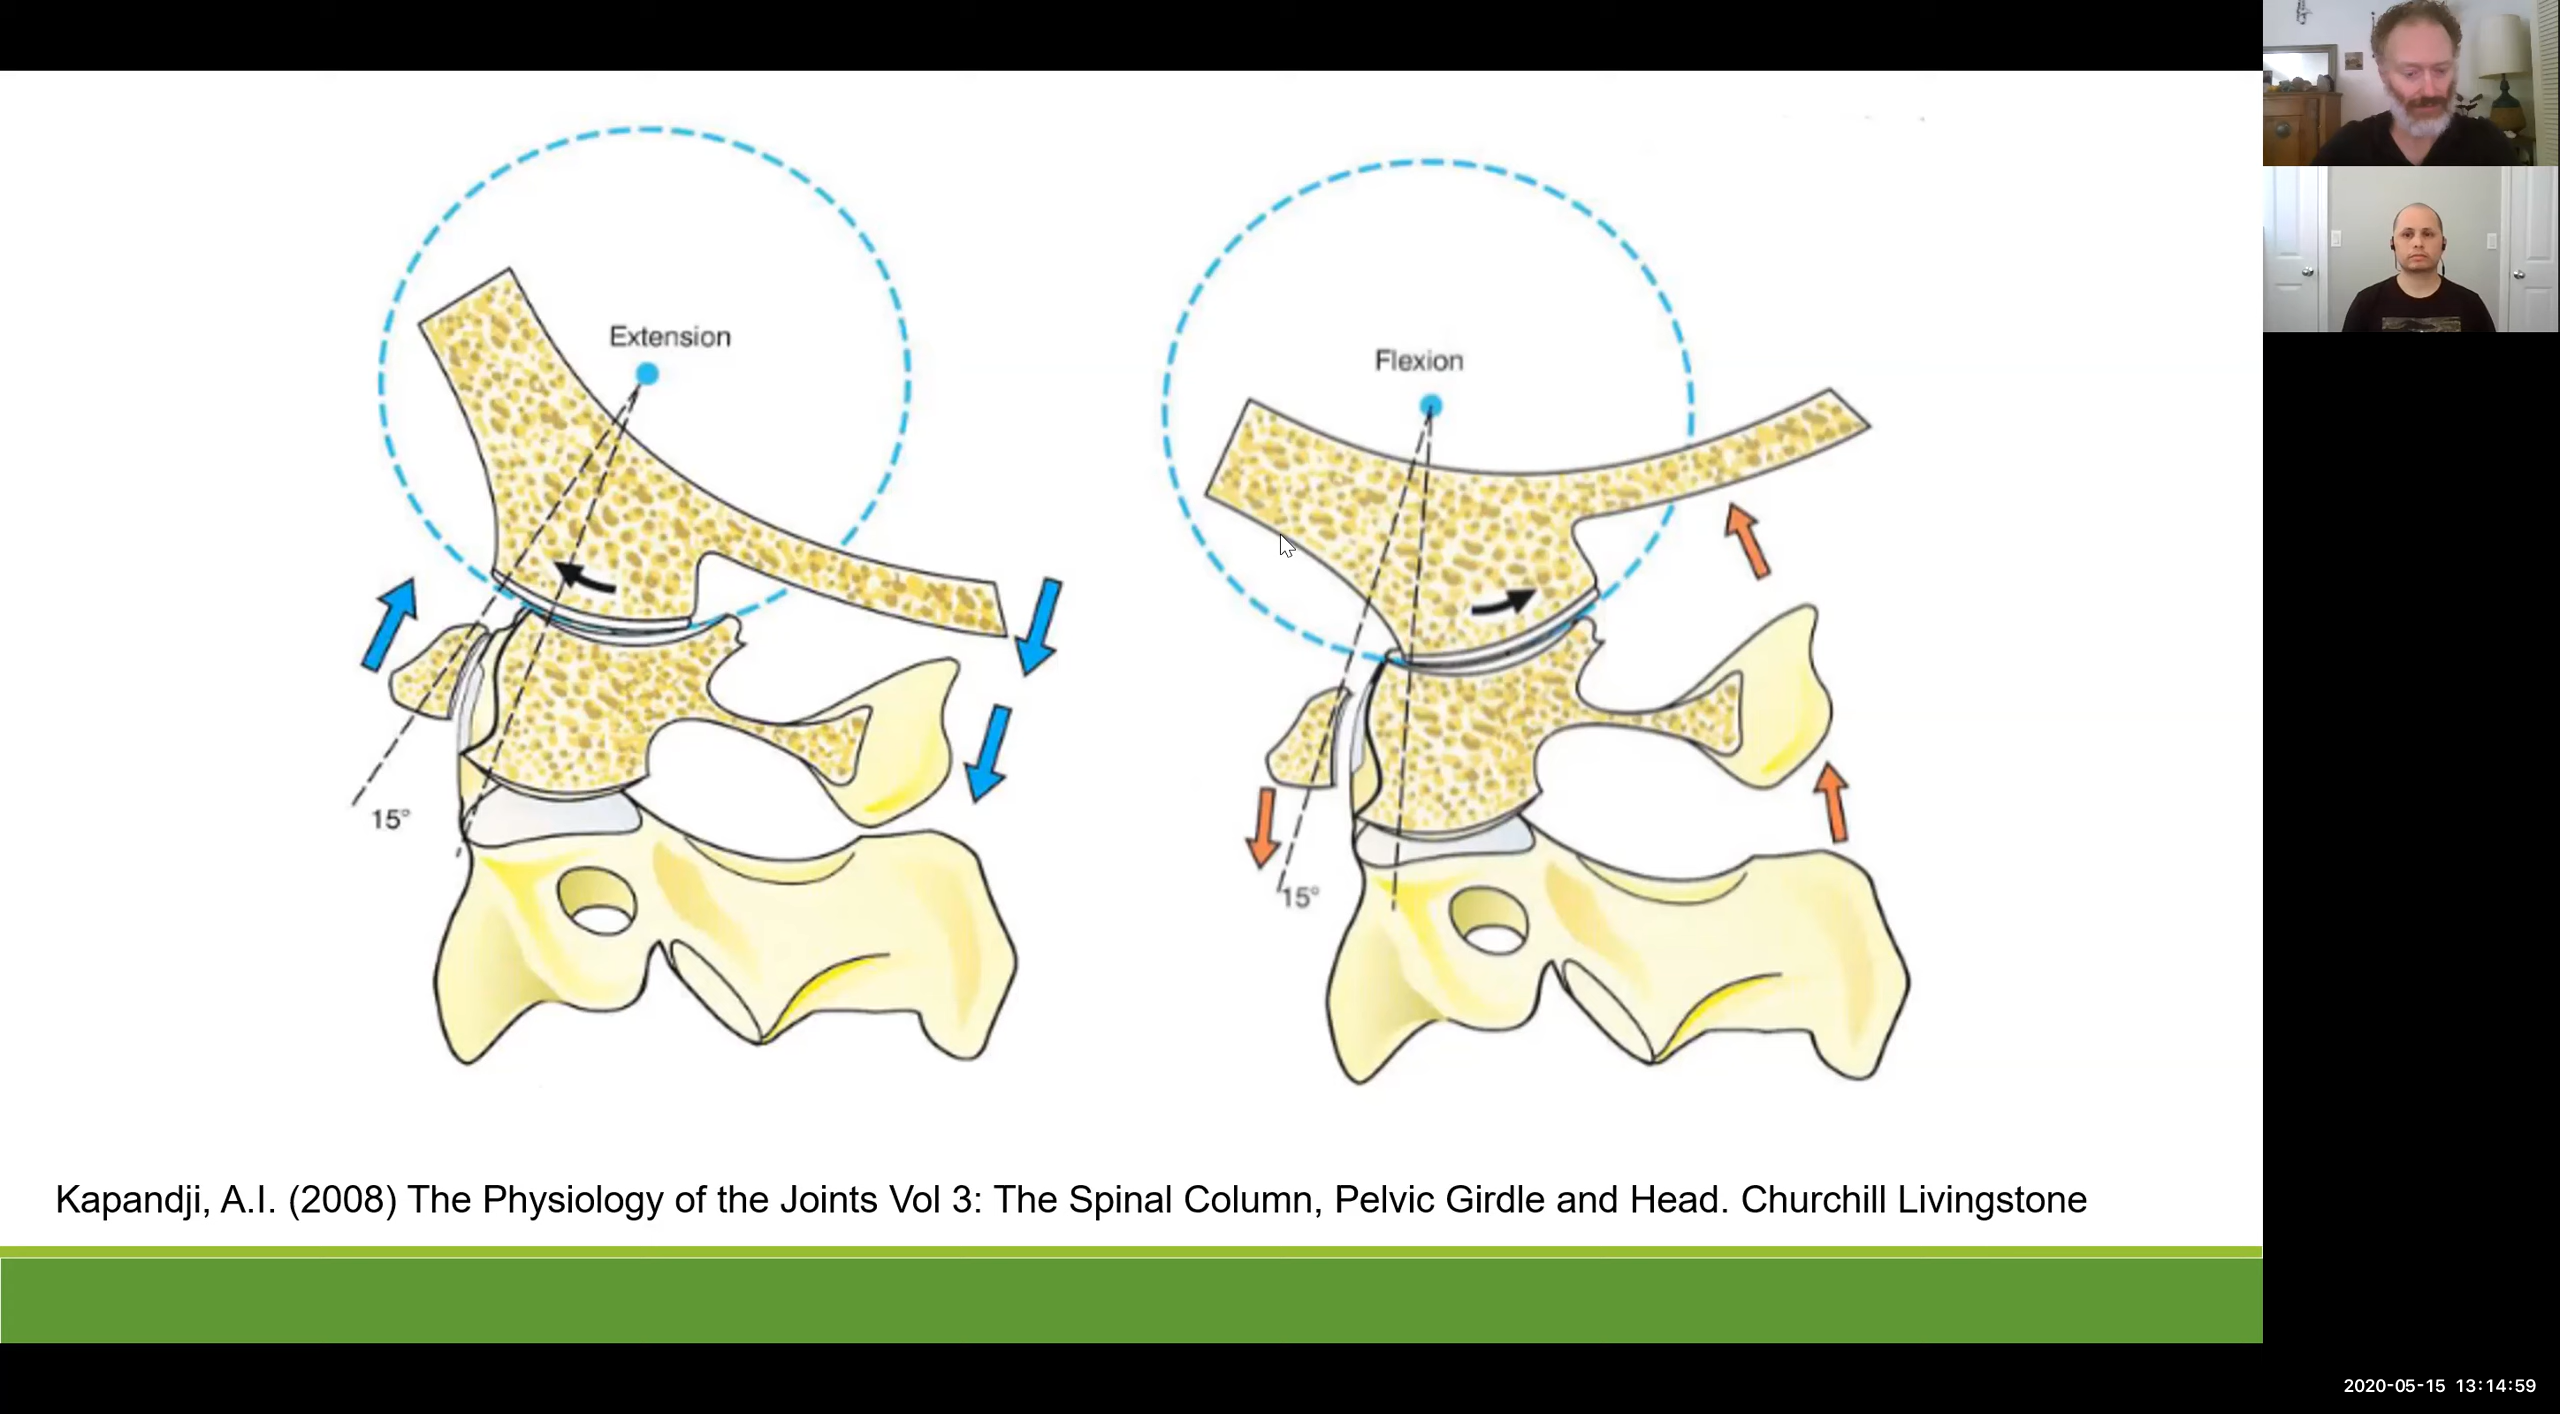 Extension
Flexion
15°
15°
Kapandji, A.I. (2008) The Physiology of the Joints Vol 3: The Spinal Column, Pelvic Girdle and Head. Churchill Livingstone
2020-05-15 13:14:59